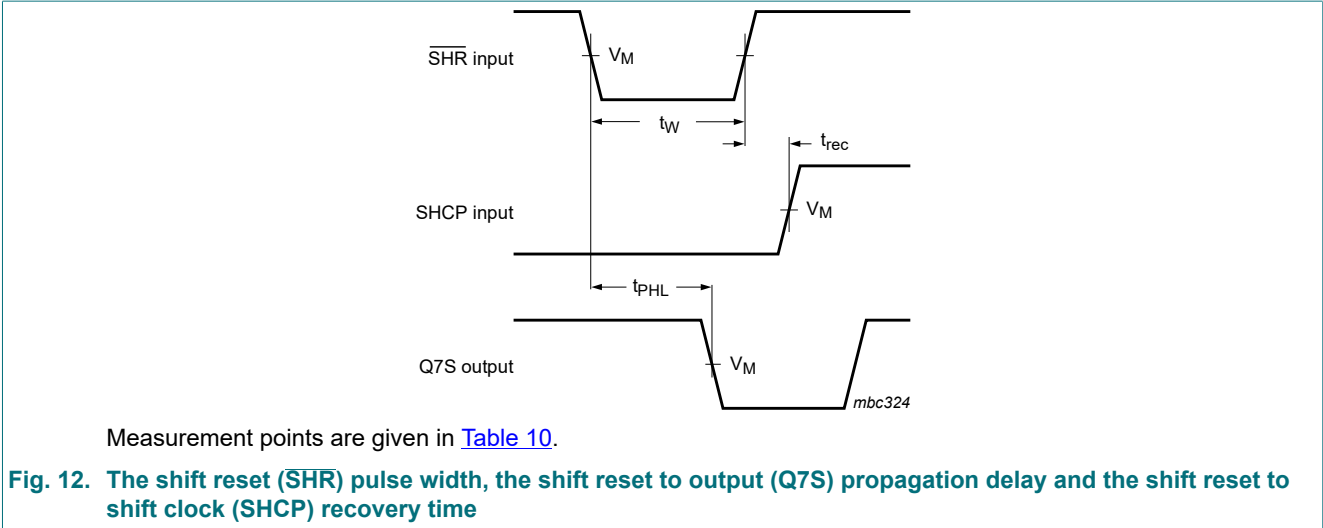 SHR input
VM
tW
trec
SHCP input
VM
tPHL
Q7S output
VM
mbc324
Measurement points are given in Table 10.
Fig. 12. The shift reset (SHR) pulse width, the shift reset to output (Q7S) propagation delay and the shift reset to
shift clock (SHCP) recovery time